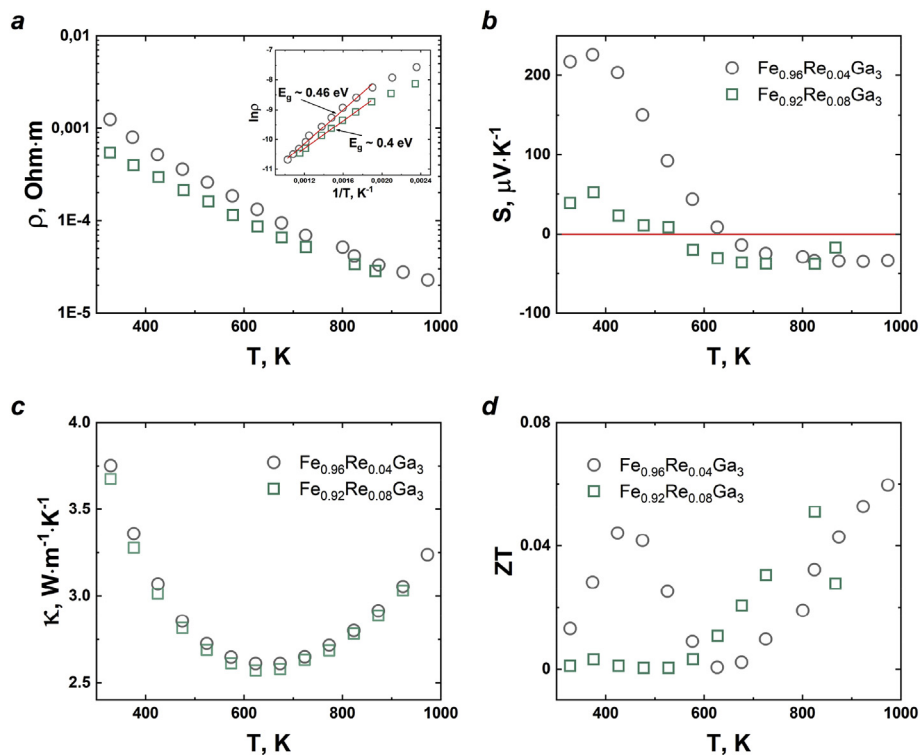 a
0,01
0,001
1E-4
1E-5
ρ, Ohm·m
400
600
800
1000
T, K
-7
-8
-9
-10
-11
lnρ
E_g ~ 0.46 eV
E_g ~ 0.4 eV
0,0012
0,0016
0,0020
0,0024
1/T, K⁻¹
b
200
100
0
-100
S, μV·K⁻¹
Fe₀.₉₆Re₀.₀₄Ga₃
Fe₀.₉₂Re₀.₀₈Ga₃
400
600
800
1000
T, K
c
4.0
3.5
3.0
2.5
κ, W·m⁻¹·K⁻¹
Fe₀.₉₆Re₀.₀₄Ga₃
Fe₀.₉₂Re₀.₀₈Ga₃
400
600
800
1000
T, K
d
0.08
0.04
0
ZT
Fe₀.₉₆Re₀.₀₄Ga₃
Fe₀.₉₂Re₀.₀₈Ga₃
400
600
800
1000
T, K